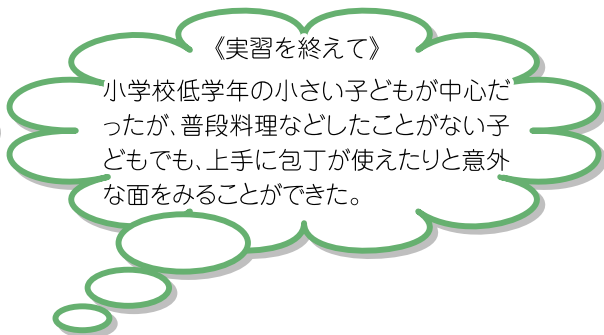 《実習を終えて》
小学校低学年の小さい子どもが中心だ
ったが、普段料理などしたことがない子
どもでも、上手に包丁が使えたりと意外
な面をみることができた。